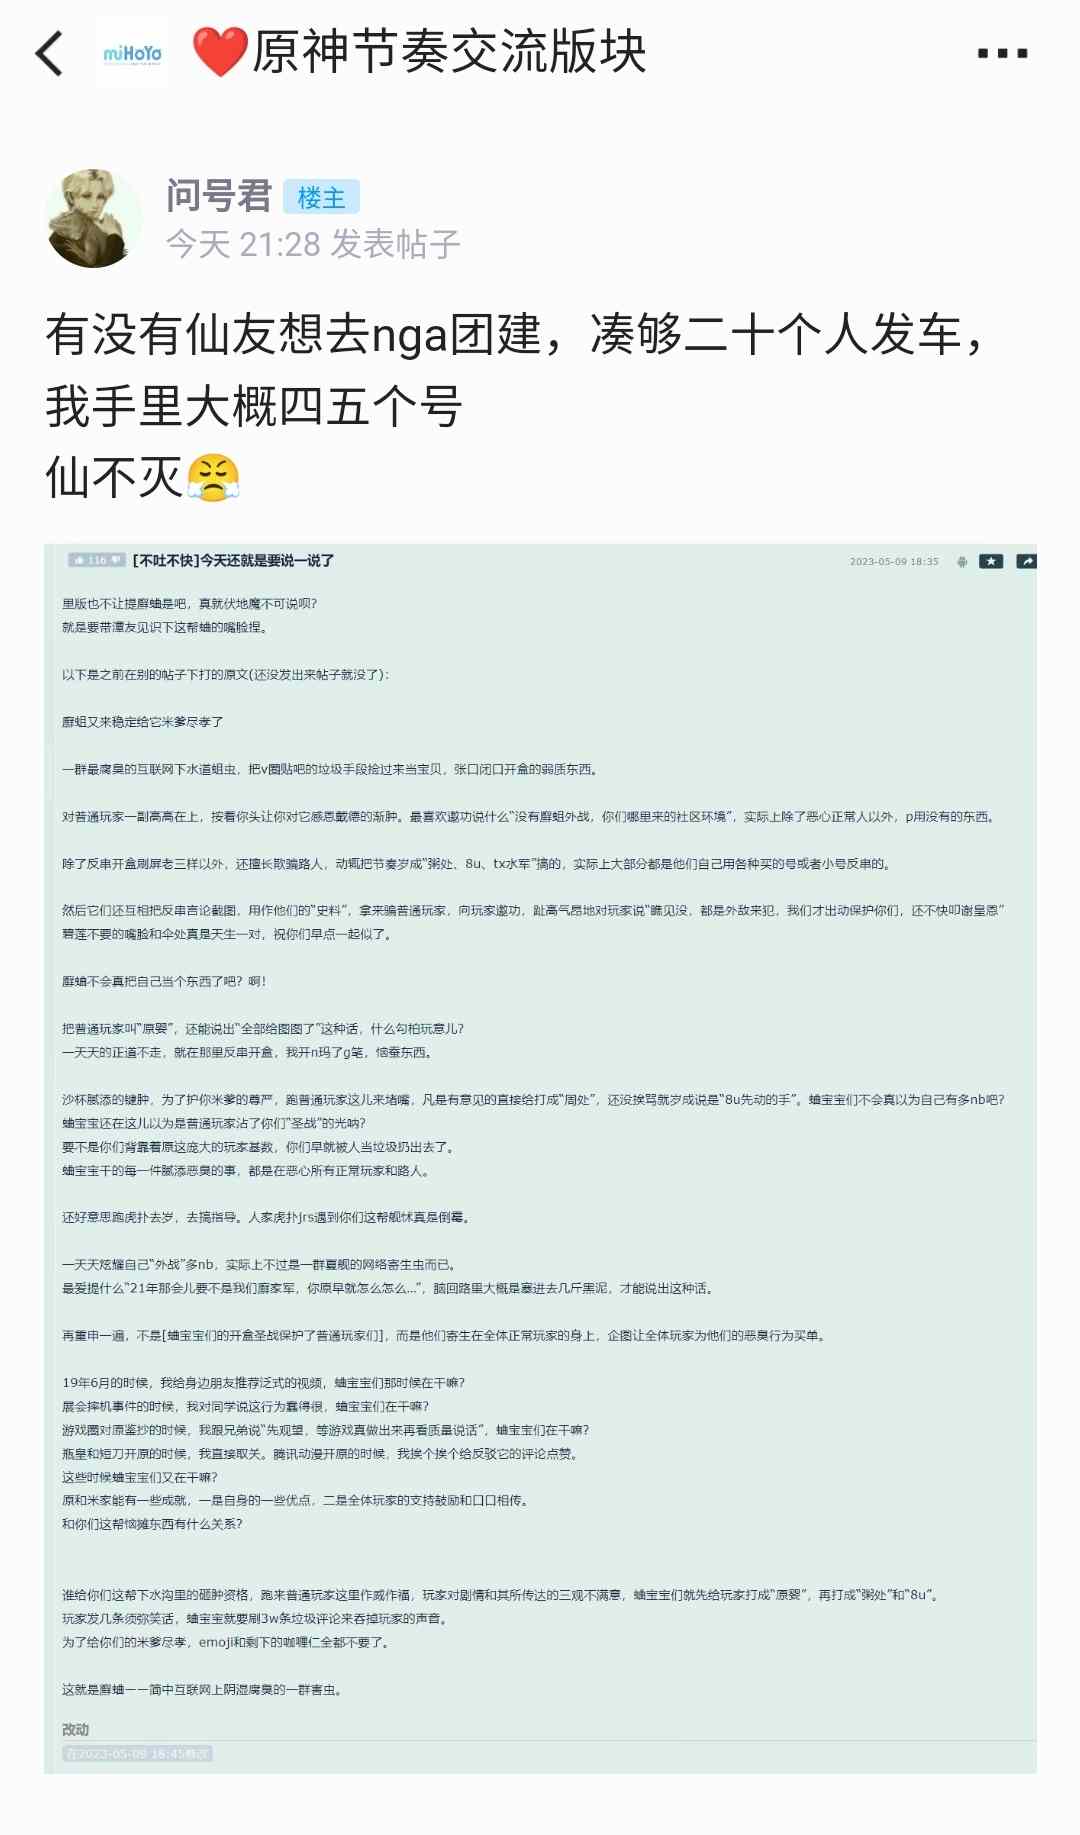 miHoYo ❤️原神节奏交流版块
问号君 楼主
今天 21:28 发表帖子
有没有仙友想去nga团建，凑够二十个人发车，
我手里大概四五个号
仙不灭😤
116 [不吐不快]今天还就是要说一说了 2023-05-09 18:35
里版也不让提廯蛐是吧，真就伏地魔不可说呗?
就是要带潭友见识下这帮蛐的嘴脸捏。
以下是之前在别的帖子下打的原文(还没发出来帖子就没了):
廯蛆又来稳定给它米爹尽孝了
一群最腐臭的互联网下水道蛆虫，把v圈贴吧的垃圾手段捡过来当宝贝，张口闭口开盒的弱质东西。
对普通玩家一副高高在上，按着你头让你对它感恩戴德的渐肿。最喜欢邀功说什么“没有廯蛆外战，你们哪里来的社区环境”，实际上除了恶心正常人以外，p用没有的东西。
除了反串开盒刷屏老三样以外，还擅长欺骗路人，动辄把节奏岁成“粥处、8u、tx水军”搞的，实际上大部分都是他们自己用各种买的号或者小号反串的。
然后它们还互相把反串言论截图，用作他们的“史料”，拿来骗普通玩家，向玩家邀功，趾高气昂地对玩家说“瞧见没，都是外敌来犯，我们才出动保护你们，还不快叩谢皇恩”
碧莲不要的嘴脸和伞处真是天生一对，祝你们早点一起似了。
廯蛐不会真把自己当个东西了吧？啊!
把普通玩家叫“原婴”，还能说出“全部给图图了”这种话，什么勾柏玩意儿?
一天天的正道不走，就在那里反串开盒，我开n玛了g笔，恼蚕东西。
沙杯腻添的键肿，为了护你米爹的尊严，跑普通玩家这儿来堵嘴，凡是有意见的直接给打成“周处”，还没挨骂就岁成说是“8u先动的手”。蛐宝宝们不会真以为自己有多nb吧?
蛐宝宝还在这儿以为是普通玩家沾了你们“圣战”的光呐?
要不是你们背靠着原这庞大的玩家基数，你们早就被人当垃圾扔出去了。
蛐宝宝干的每一件腻添恶臭的事，都是在恶心所有正常玩家和路人。
还好意思跑虎扑去岁，去搞指导。人家虎扑jrs遇到你们这帮舰怵真是倒霉。
一天天炫耀自己“外战”多nb，实际上不过是一群夏舰的网络寄生虫而已。
最爱提什么“21年那会儿要不是我们廯家军，你原早就怎么怎么...”，脑回路里大概是塞进去几斤黑泥，才能说出这种话。
再重申一遍，不是[蛐宝宝们的开盒圣战保护了普通玩家们]，而是他们寄生在全体正常玩家的身上，企图让全体玩家为他们的恶臭行为买单。
19年6月的时候，我给身边朋友推荐泛式的视频，蛐宝宝们那时候在干嘛?
展会摔机事件的时候，我对同学说这行为蠢得很，蛐宝宝们在干嘛?
游戏圈对原鉴抄的时候，我跟兄弟说“先观望，等游戏真做出来再看质量说话”，蛐宝宝们在干嘛?
瓶皇和短刀开原的时候，我直接取关。腾讯动漫开原的时候，我挨个挨个给反驳它的评论点赞。
这些时候蛐宝宝们又在干嘛?
原和米家能有一些成就，一是自身的一些优点，二是全体玩家的支持鼓励和口口相传。
和你们这帮恼摊东西有什么关系?
谁给你们这帮下水沟里的砸肿资格，跑来普通玩家这里作威作福，玩家对剧情和其所传达的三观不满意，蛐宝宝们就先给玩家打成“原婴”，再打成“粥处”和“8u”。
玩家发几条须弥笑话，蛐宝宝就要刷3w条垃圾评论来吞掉玩家的声音。
为了给你们的米爹尽孝，emoji和剩下的咖喱仁全都不要了。
这就是廯蛐一一简中互联网上阴湿腐臭的一群害虫。
改动
在2023-05-09 18:45修改